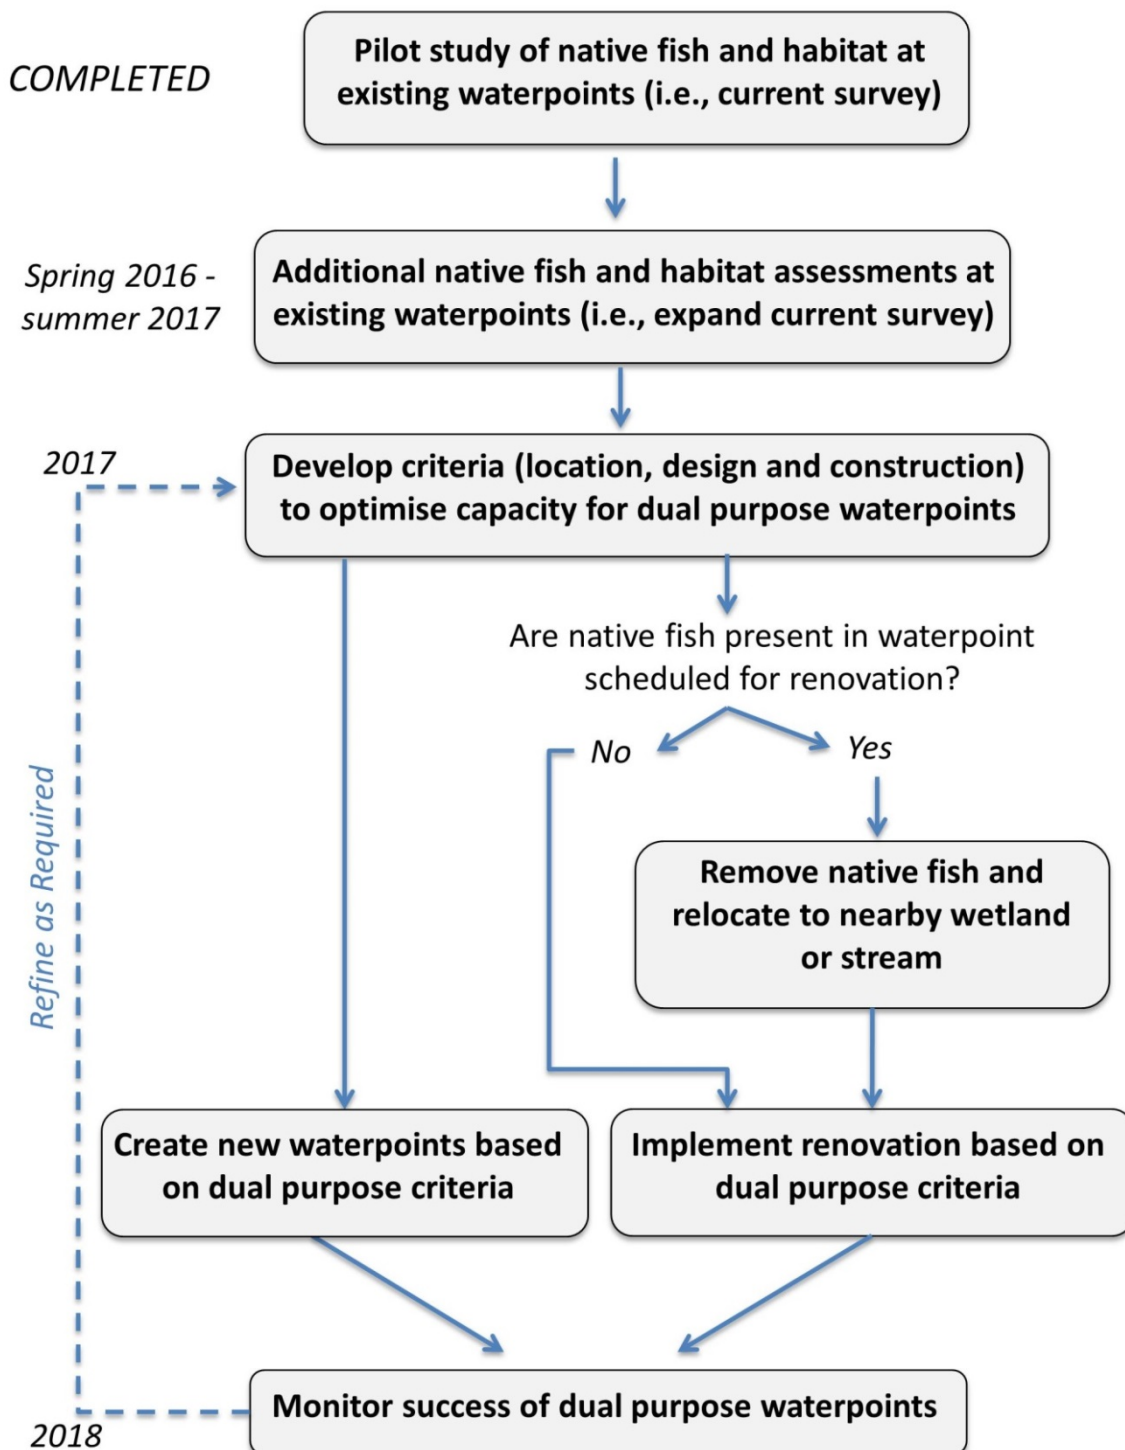 COMPLETED
Pilot study of native fish and habitat at
existing waterpoints (i.e., current survey)
Spring 2016 -
summer 2017
Additional native fish and habitat assessments at
existing waterpoints (i.e., expand current survey)
2017
Develop criteria (location, design and construction)
to optimise capacity for dual purpose waterpoints
Are native fish present in waterpoint
scheduled for renovation?
No
Yes
Refine as Required
Remove native fish and
relocate to nearby wetland
or stream
Create new waterpoints based
on dual purpose criteria
Implement renovation based on
dual purpose criteria
Monitor success of dual purpose waterpoints
2018